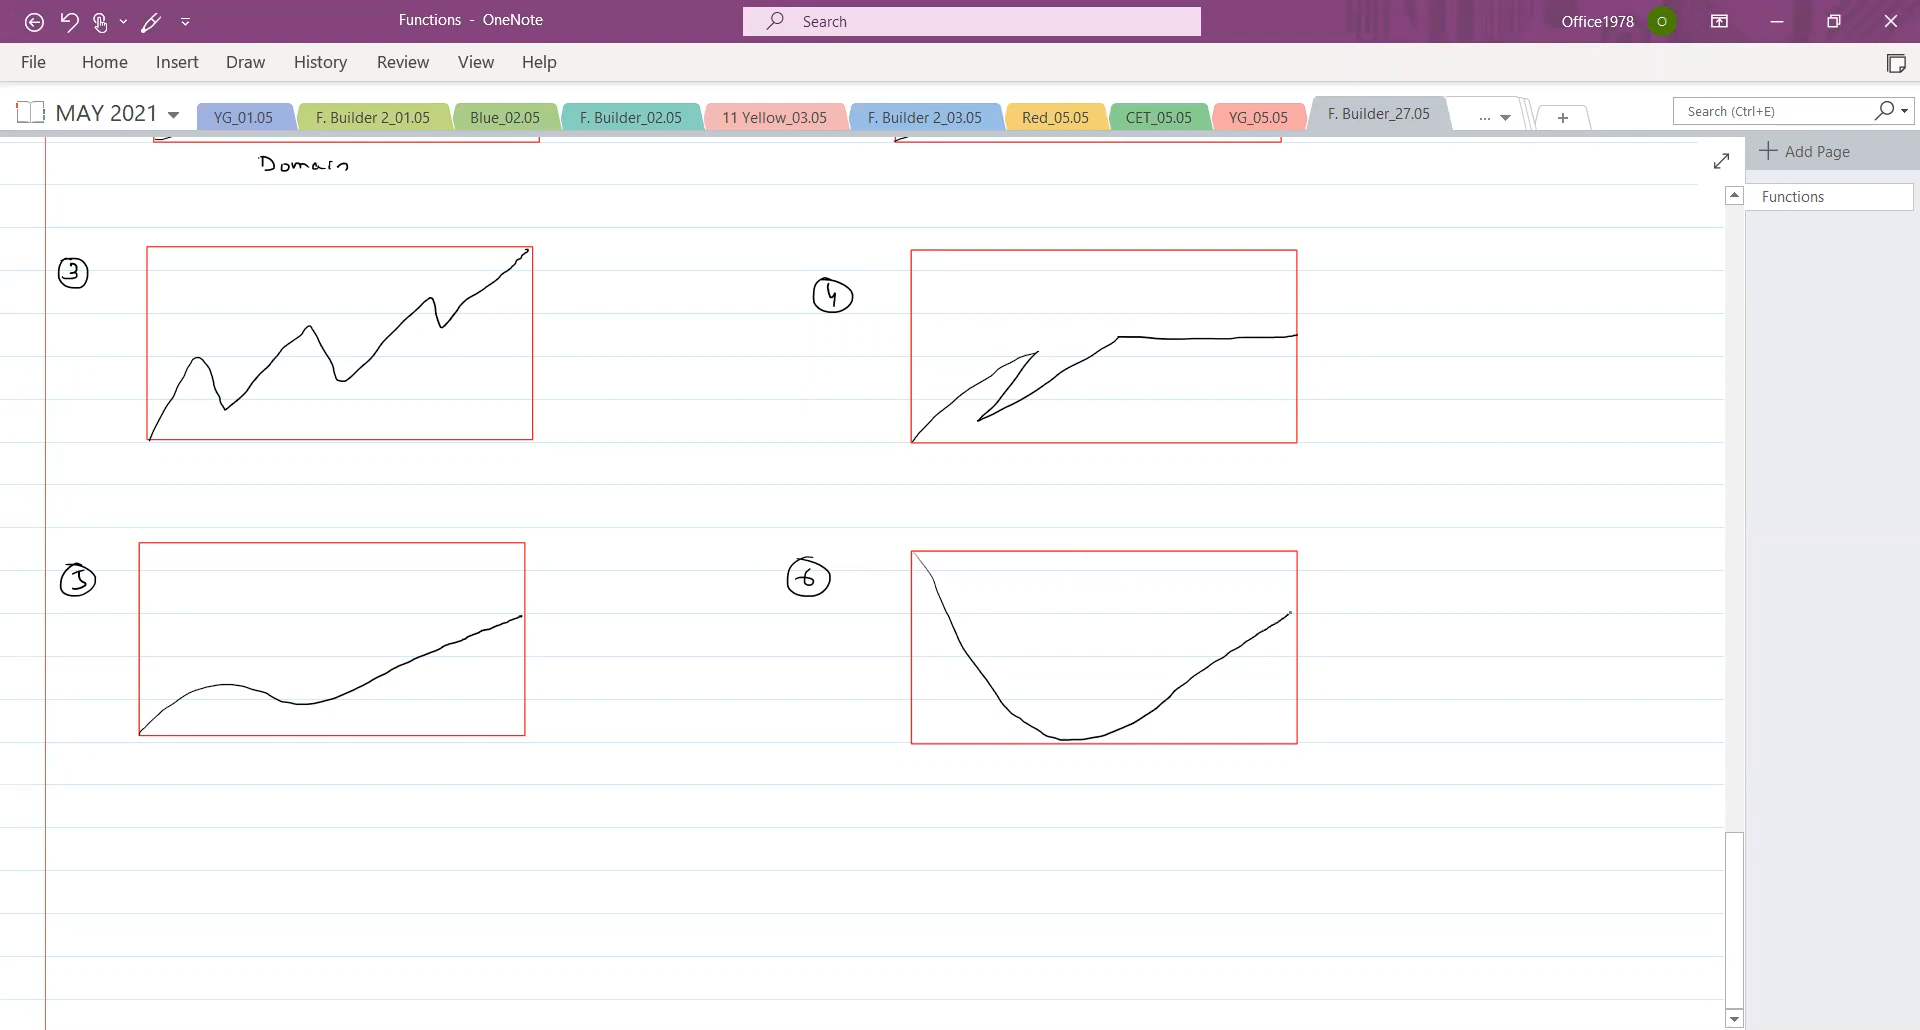 Functions - OneNote
Search
Office1978
O
File Home Insert Draw History Review View Help
MAY 2021
YG_01.05
F. Builder 2_01.05
Blue_02.05
F. Builder_02.05
11 Yellow_03.05
F. Builder 2_03.05
Red_05.05
CET_05.05
YG_05.05
F. Builder_27.05
...
+
Search (Ctrl+E)
Add Page
Functions
Domain
3
4
5
6